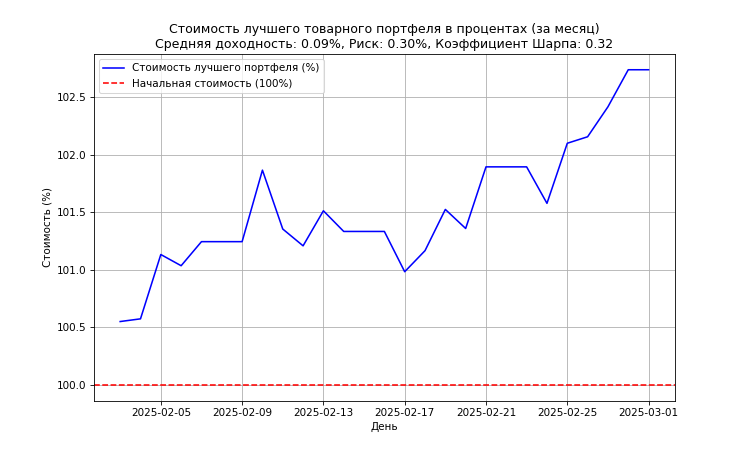 Стоимость лучшего товарного портфеля в процентах (за месяц)
Средняя доходность: 0.09%, Риск: 0.30%, Коэффициент Шарпа: 0.32
Стоимость лучшего портфеля (%)
Начальная стоимость (100%)
Стоимость (%)
102.5
102.0
101.5
101.0
100.5
100.0
2025-02-05
2025-02-09
2025-02-13
2025-02-17
2025-02-21
2025-02-25
2025-03-01
День